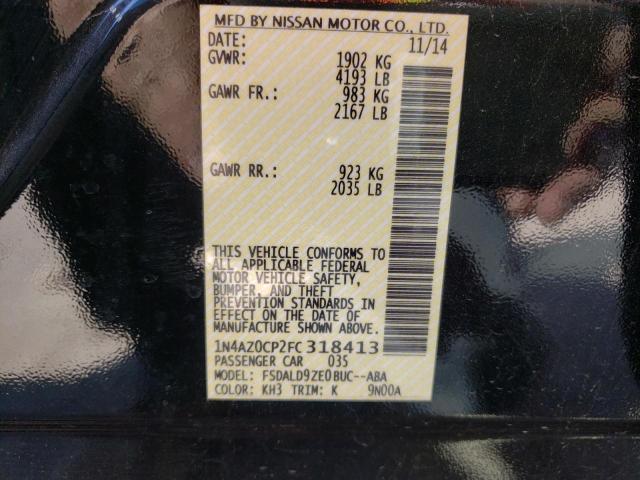 MFD BY NISSAN MOTOR CO., LTD.
DATE: 11/14
GVWR: 1902 KG
4193 LB
GAWR FR.: 983 KG
2167 LB
GAWR RR.: 923 KG
2035 LB
THIS VEHICLE CONFORMS TO
ALL APPLICABLE FEDERAL
MOTOR VEHICLE SAFETY,
BUMPER, AND THEFT
PREVENTION STANDARDS IN
EFFECT ON THE DATE OF
MANUFACTURE SHOWN ABOVE.
1N4AZ0CP2FC318413
PASSENGER CAR 035
MODEL: FSDALD9ZE0BUC--ABA
COLOR: KH3 TRIM: K 9N00A